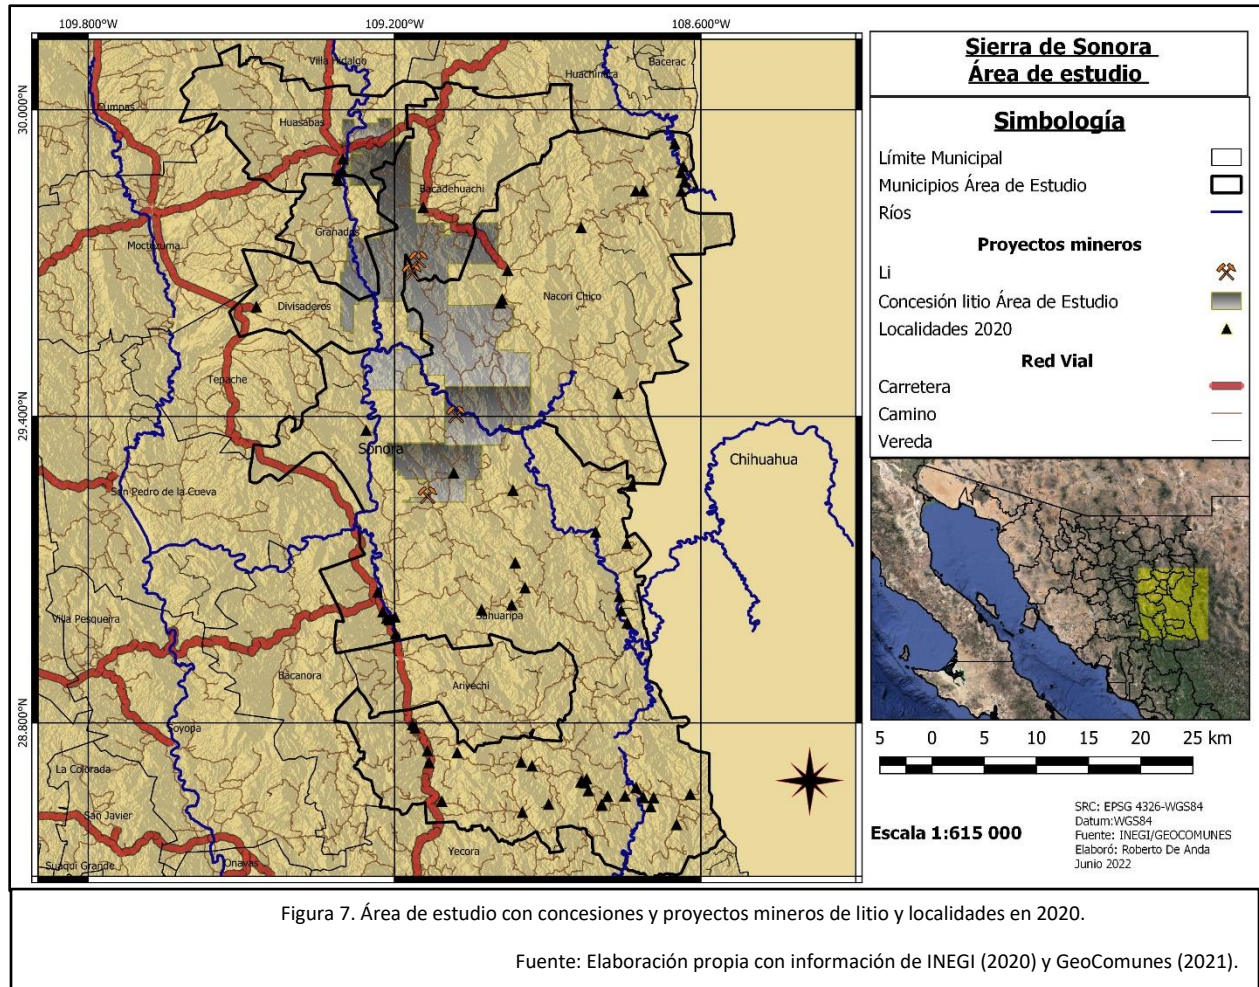 109.800°W
109.200°W
108.600°W
30.000°N
29.400°N
28.800°N
Villa Hidalgo
Huachinera
Bacerac
Cumpas
Huasabas
Bacadehuachi
Granados
Moctezuma
Nacori Chico
Divisaderos
Tepache
Sonora
Chihuahua
San Pedro de la Cueva
Villa Pesqueira
Sahuaripa
Bacanora
Arivechi
Soyopa
La Colorada
San Javier
Suaqui Grande
Onavas
Yecora
Sierra de Sonora
Área de estudio
Simbología
Límite Municipal
Municipios Área de Estudio
Ríos
Proyectos mineros
Li
Concesión litio Área de Estudio
Localidades 2020
Red Vial
Carretera
Camino
Vereda
5 0 5 10 15 20 25 km
Escala 1:615 000
SRC: EPSG 4326-WGS84
Datum:WGS84
Fuente: INEGI/GEOCOMUNES
Elaboró: Roberto De Anda
Junio 2022
Figura 7. Área de estudio con concesiones y proyectos mineros de litio y localidades en 2020.
Fuente: Elaboración propia con información de INEGI (2020) y GeoComunes (2021).